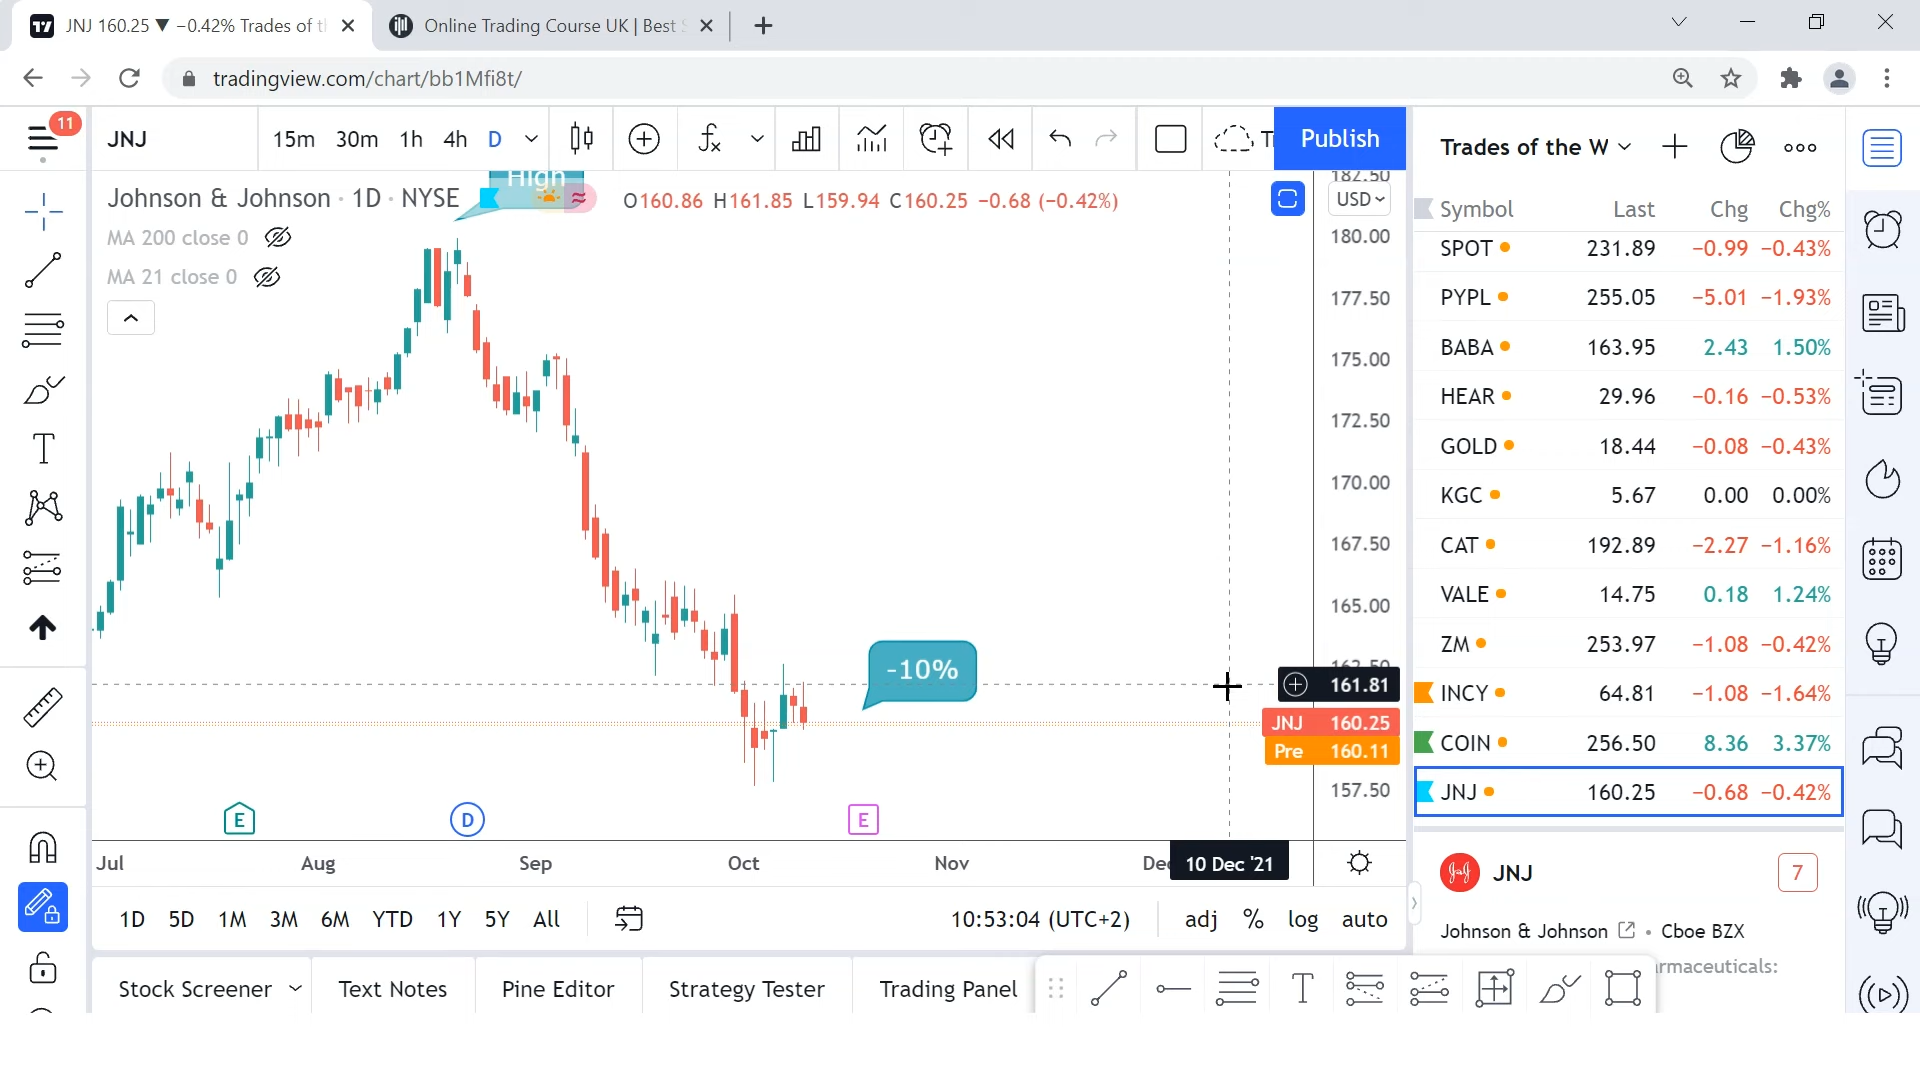 JNJ 160.25 ▼ −0.42% Trades of t
Online Trading Course UK | Best S
tradingview.com/chart/bb1Mfi8t/
11
JNJ
15m 30m 1h 4h D
Publish
Trades of the W
High
Johnson & Johnson · 1D · NYSE
O160.86 H161.85 L159.94 C160.25 −0.68 (−0.42%)
MA 200 close 0
MA 21 close 0
USD
182.50
180.00
177.50
175.00
172.50
170.00
167.50
165.00
162.50
161.81
JNJ 160.25
Pre 160.11
157.50
-10%
E
D
E
Jul Aug Sep Oct Nov Dec
10 Dec '21
1D 5D 1M 3M 6M YTD 1Y 5Y All
10:53:04 (UTC+2)
adj % log auto
Stock Screener Text Notes Pine Editor Strategy Tester Trading Panel
Symbol Last Chg Chg%
SPOT 231.89 −0.99 −0.43%
PYPL 255.05 −5.01 −1.93%
BABA 163.95 2.43 1.50%
HEAR 29.96 −0.16 −0.53%
GOLD 18.44 −0.08 −0.43%
KGC 5.67 0.00 0.00%
CAT 192.89 −2.27 −1.16%
VALE 14.75 0.18 1.24%
ZM 253.97 −1.08 −0.42%
INCY 64.81 −1.08 −1.64%
COIN 256.50 8.36 3.37%
JNJ 160.25 −0.68 −0.42%
JNJ
7
Johnson & Johnson · Cboe BZX
rmaceuticals: